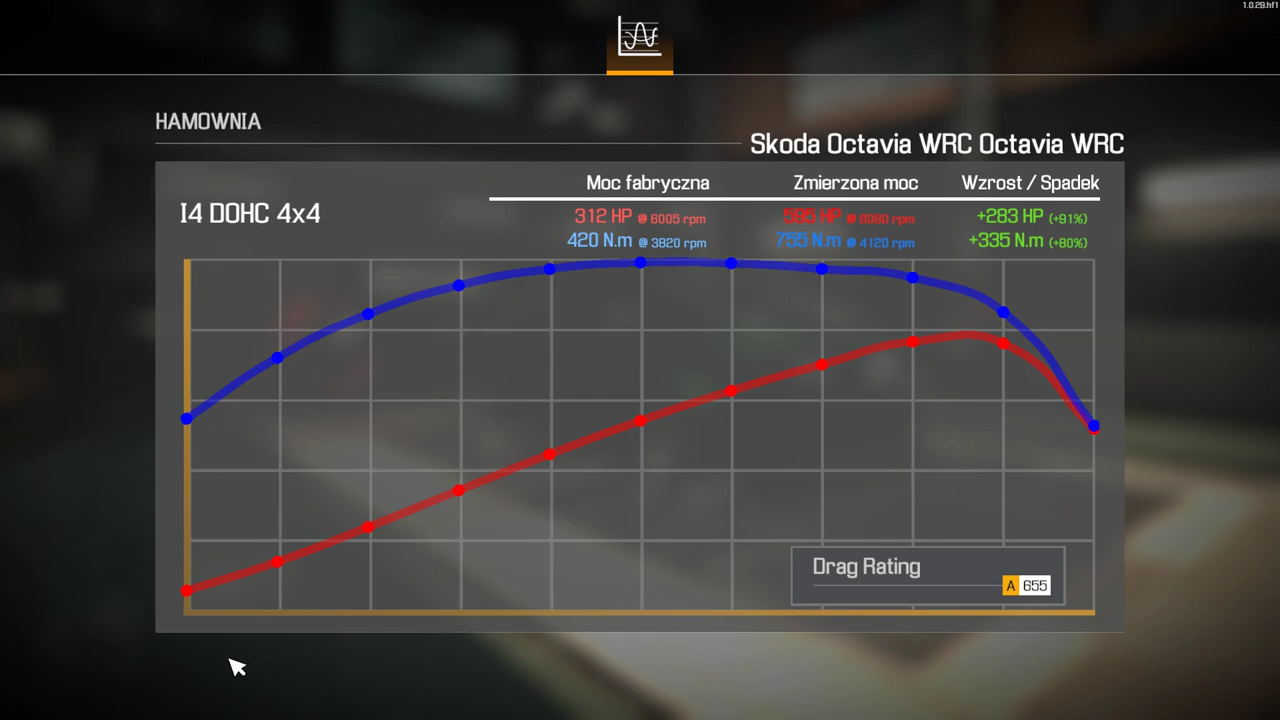 1.0.29.hf1
HAMOWNIA
Skoda Octavia WRC Octavia WRC
Moc fabryczna Zmierzona moc Wzrost / Spadek
I4 DOHC 4x4
312 HP @ 6005 rpm 595 HP @ 6080 rpm +283 HP (+91%)
420 N.m @ 3820 rpm 755 N.m @ 4120 rpm +335 N.m (+80%)
Drag Rating
A 655